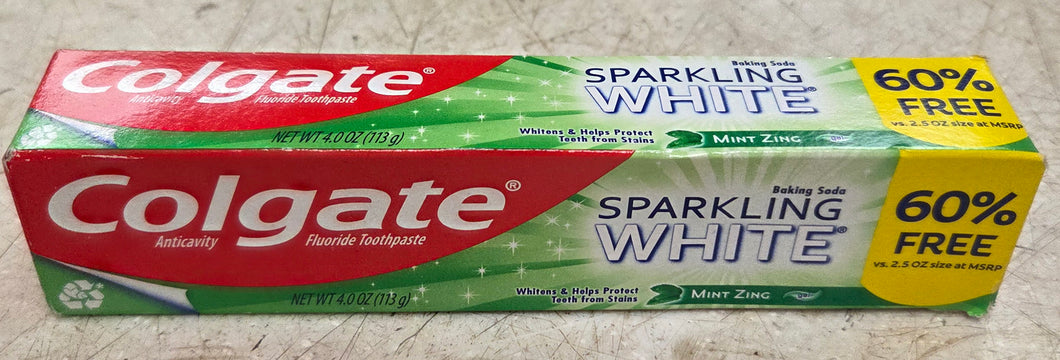 Colgate®
Anticavity Fluoride Toothpaste
NET WT 4.0 OZ (113 g)
Baking Soda
SPARKLING
WHITE®
Whitens & Helps Protect
Teeth from Stains
MINT ZING gel
60%
FREE
vs. 2.5 OZ size at MSRP
Colgate®
Anticavity Fluoride Toothpaste
NET WT 4.0 OZ (113 g)
Baking Soda
SPARKLING
WHITE®
Whitens & Helps Protect
Teeth from Stains
MINT ZING gel
60%
FREE
vs. 2.5 OZ size at MSRP